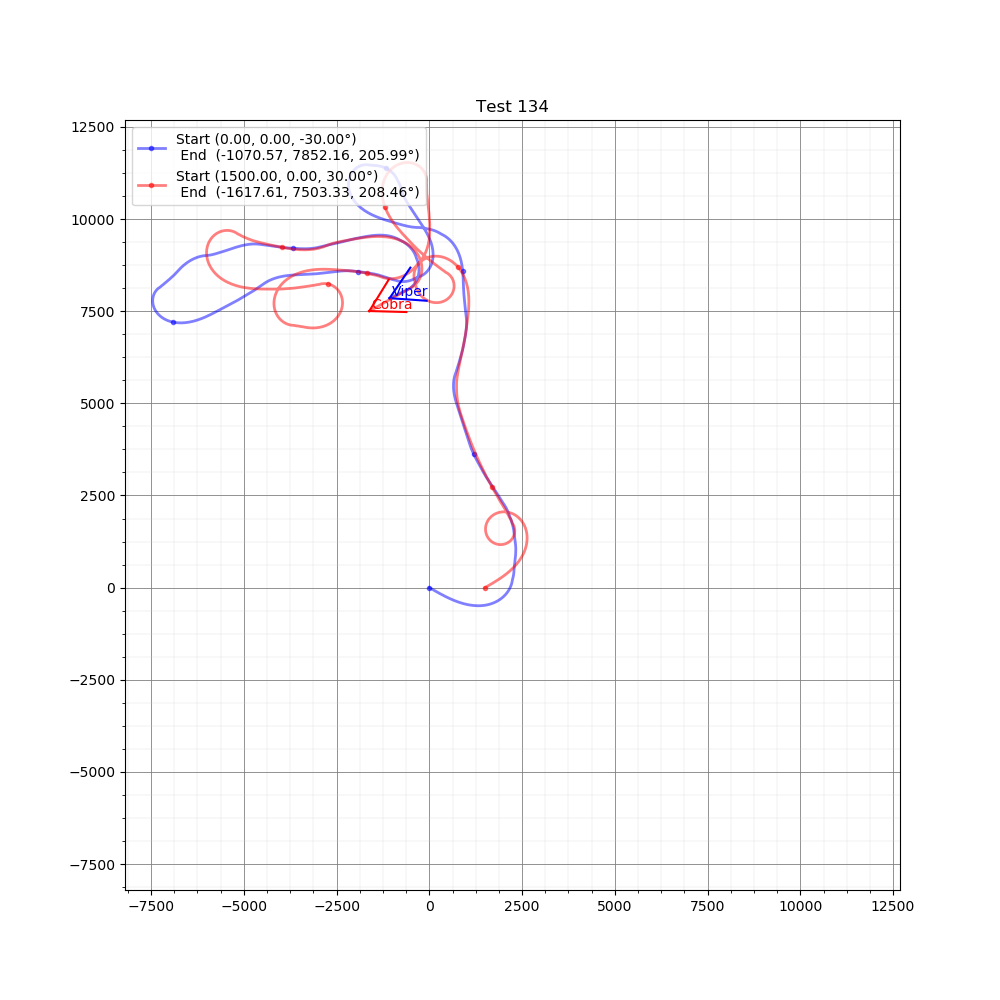 Test 134
Start (0.00, 0.00, -30.00°)
End  (-1070.57, 7852.16, 205.99°)
Start (1500.00, 0.00, 30.00°)
End  (-1617.61, 7503.33, 208.46°)
12500
10000
7500
5000
2500
0
−2500
−5000
−7500
Viper
Cobra
−7500 −5000 −2500 0 2500 5000 7500 10000 12500